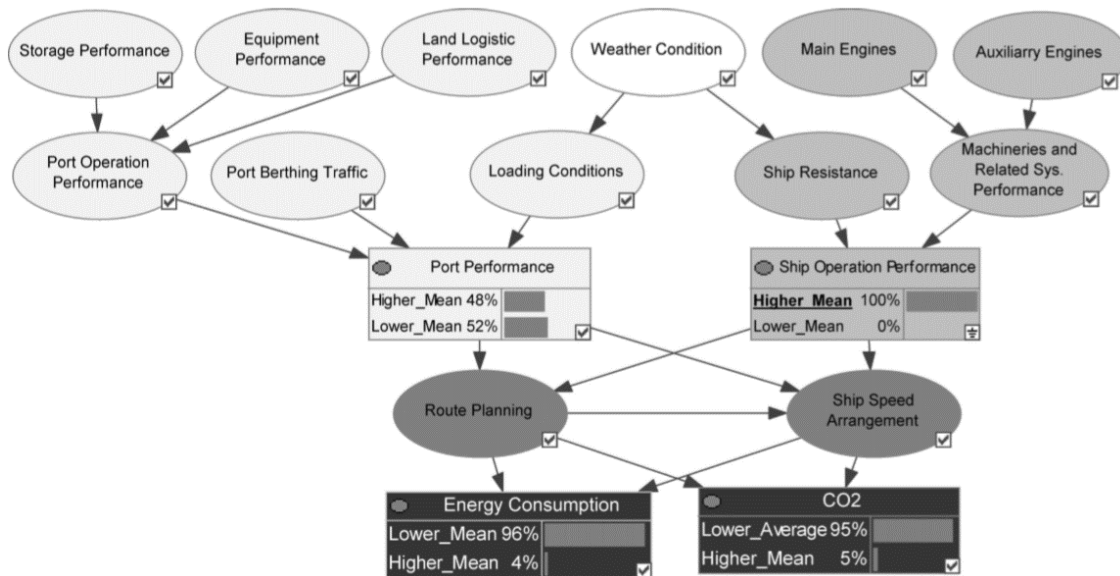 Storage Performance
Equipment
Performance
Land Logistic
Performance
Weather Condition
Main Engines
Auxiliarry Engines
Port Operation
Performance
Port Berthing Traffic
Loading Conditions
Ship Resistance
Machineries and
Related Sys.
Performance
Port Performance
Higher_Mean 48%
Lower_Mean 52%
Ship Operation Performance
Higher_Mean 100%
Lower_Mean 0%
Route Planning
Ship Speed
Arrangement
Energy Consumption
Lower_Mean 96%
Higher_Mean 4%
CO2
Lower_Average 95%
Higher_Mean 5%